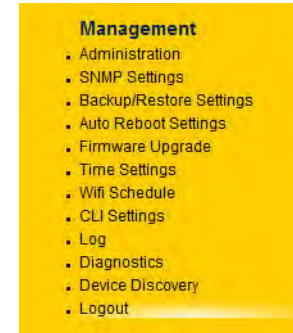 Management
Administration
SNMP Settings
Backup/Restore Settings
Auto Reboot Settings
Firmware Upgrade
Time Settings
Wifi Schedule
CLI Settings
Log
Diagnostics
Device Discovery
Logout